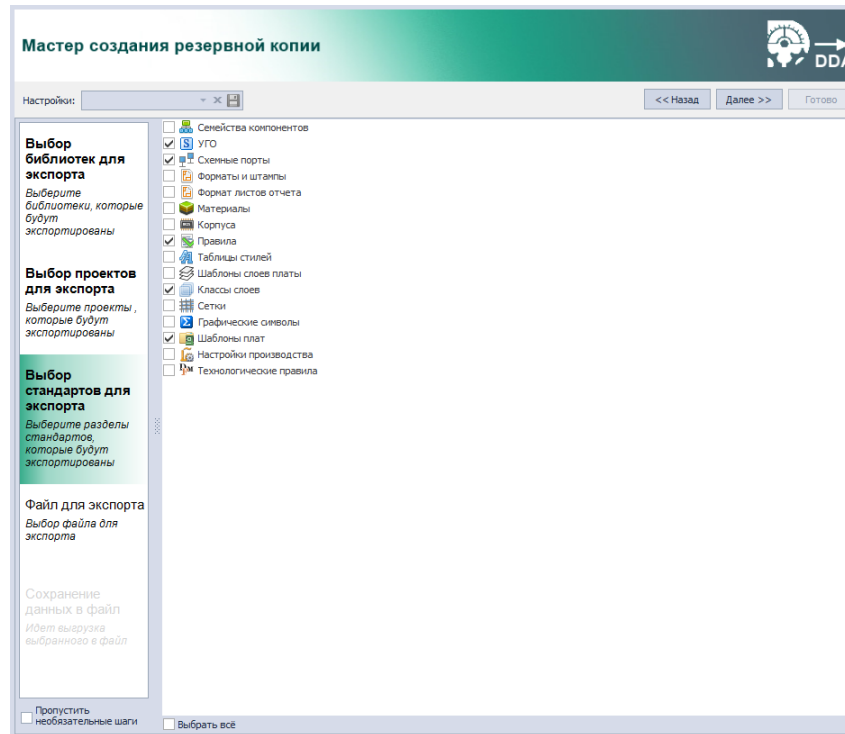 Мастер создания резервной копии
Настройки:
<< Назад
Далее >>
Готово
Выбор
библиотек для
экспорта
Выберите
библиотеки, которые
будут
экспортированы
Выбор проектов
для экспорта
Выберите проекты ,
которые будут
экспортированы
Выбор
стандартов для
экспорта
Выберите разделы
стандартов,
которые будут
экспортированы
Файл для экспорта
Выбор файла для
экспорта
Сохранение
данных в файл
Идет выгрузка
выбранного в файл
Пропустить
необязательные шаги
Семейства компонентов
УГО
Схемные порты
Форматы и штампы
Формат листов отчета
Материалы
Корпуса
Правила
Таблицы стилей
Шаблоны слоев платы
Классы слоев
Сетки
Графические символы
Шаблоны плат
Настройки производства
Технологические правила
Выбрать всё